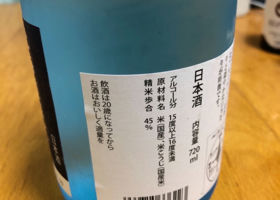 日本酒 内容量 720ml
アルコール分 15度以上16度未満
原材料名 米(国産)、米こうじ(国産米)
精米歩合 45%
飲酒は20歳になってから
お酒はおいしく適量を
日本酒